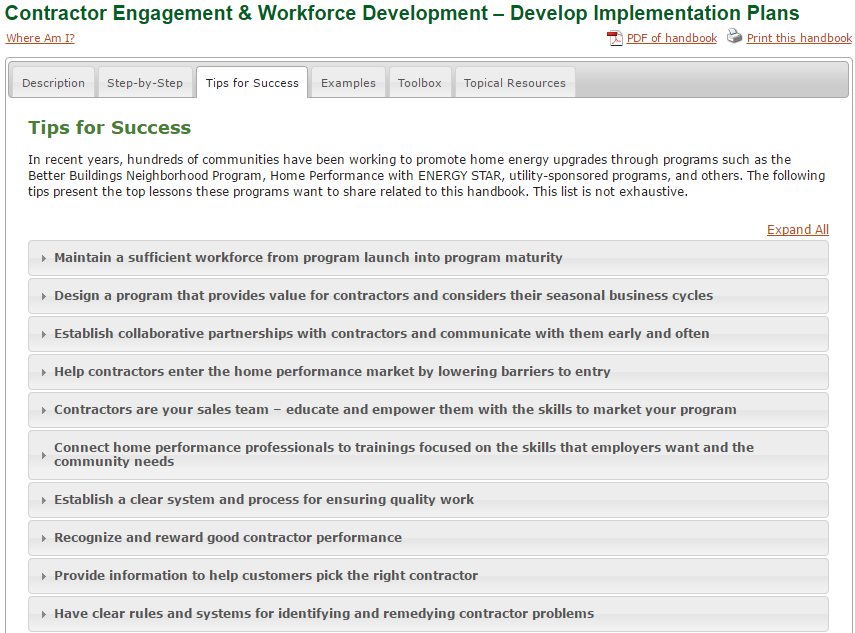 Contractor Engagement & Workforce Development – Develop Implementation Plans
Where Am I?
PDF of handbook
Print this handbook
Description
Step-by-Step
Tips for Success
Examples
Toolbox
Topical Resources
Tips for Success
In recent years, hundreds of communities have been working to promote home energy upgrades through programs such as the
Better Buildings Neighborhood Program, Home Performance with ENERGY STAR, utility-sponsored programs, and others. The following
tips present the top lessons these programs want to share related to this handbook. This list is not exhaustive.
Expand All
Maintain a sufficient workforce from program launch into program maturity
Design a program that provides value for contractors and considers their seasonal business cycles
Establish collaborative partnerships with contractors and communicate with them early and often
Help contractors enter the home performance market by lowering barriers to entry
Contractors are your sales team – educate and empower them with the skills to market your program
Connect home performance professionals to trainings focused on the skills that employers want and the
community needs
Establish a clear system and process for ensuring quality work
Recognize and reward good contractor performance
Provide information to help customers pick the right contractor
Have clear rules and systems for identifying and remedying contractor problems